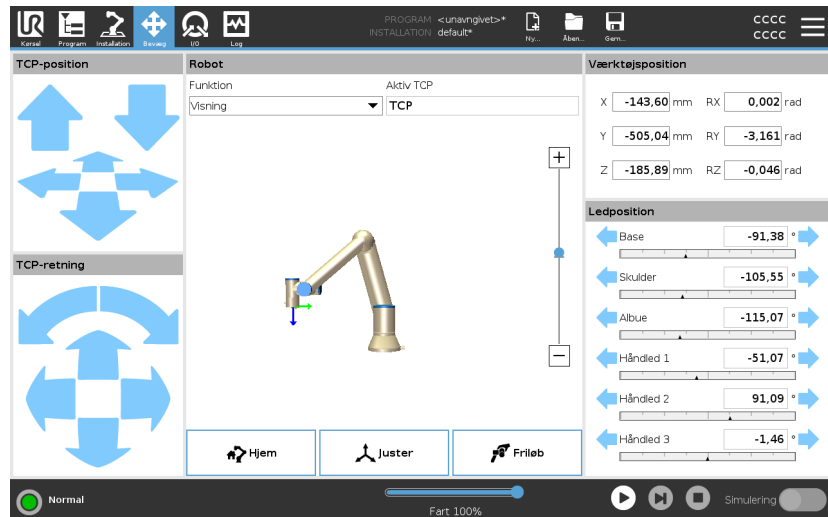 UR
PROGRAM <unavngivet>*
INSTALLATION default*
Kørsel Program Installation Bevæg I/O Log
Ny... Åben... Gem...
CCCC
CCCC
TCP-position
Robot
Funktion
Aktiv TCP
Visning
TCP
Værktøjsposition
X -143,60 mm RX 0,002 rad
Y -505,04 mm RY -3,161 rad
Z -185,89 mm RZ -0,046 rad
Ledposition
Base -91,38 °
Skulder -105,55 °
Albue -115,07 °
Håndled 1 -51,07 °
Håndled 2 91,09 °
Håndled 3 -1,46 °
TCP-retning
Hjem
Juster
Friløb
Normal
Fart 100%
Simulering